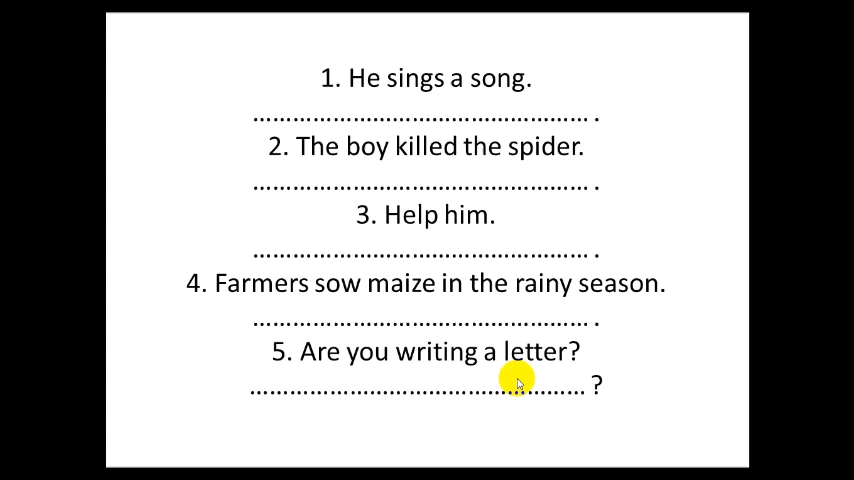 1. He sings a song.
………………………………………… .
2. The boy killed the spider.
………………………………………… .
3. Help him.
………………………………………… .
4. Farmers sow maize in the rainy season.
………………………………………… .
5. Are you writing a letter?
………………………………………… ?